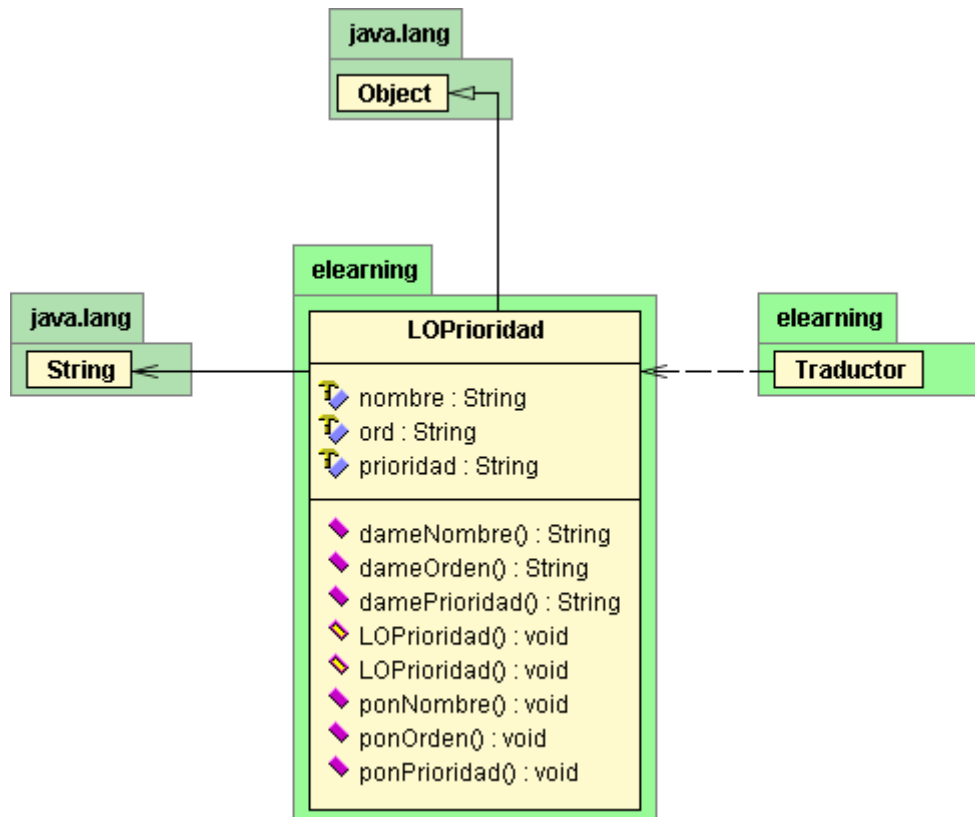 java.lang
Object
elearning
java.lang
String
LOPrioridad
nombre : String
ord : String
prioridad : String
dameNombre() : String
dameOrden() : String
damePrioridad() : String
LOPrioridad() : void
LOPrioridad() : void
ponNombre() : void
ponOrden() : void
ponPrioridad() : void
elearning
Traductor